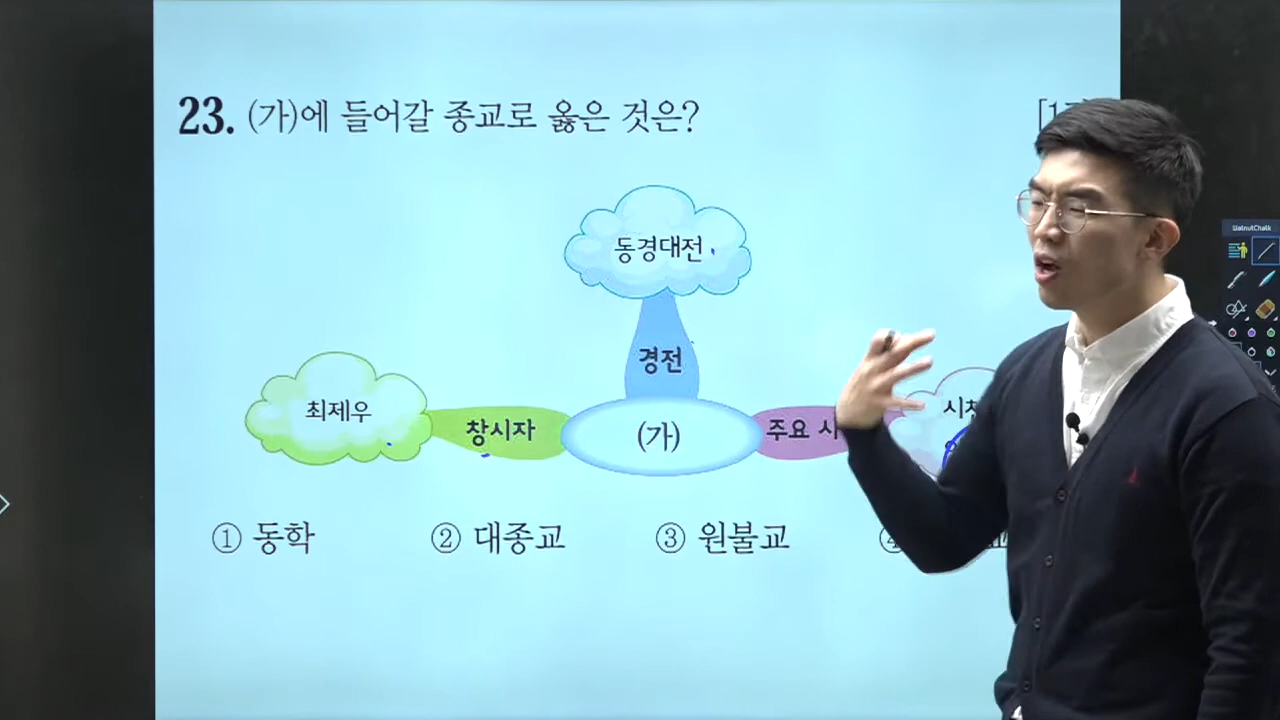 23. (가)에 들어갈 종교로 옳은 것은?
동경대전
경전
최제우
창시자
(가)
주요
① 동학 ② 대종교 ③ 원불교 ④
WalnutChalk